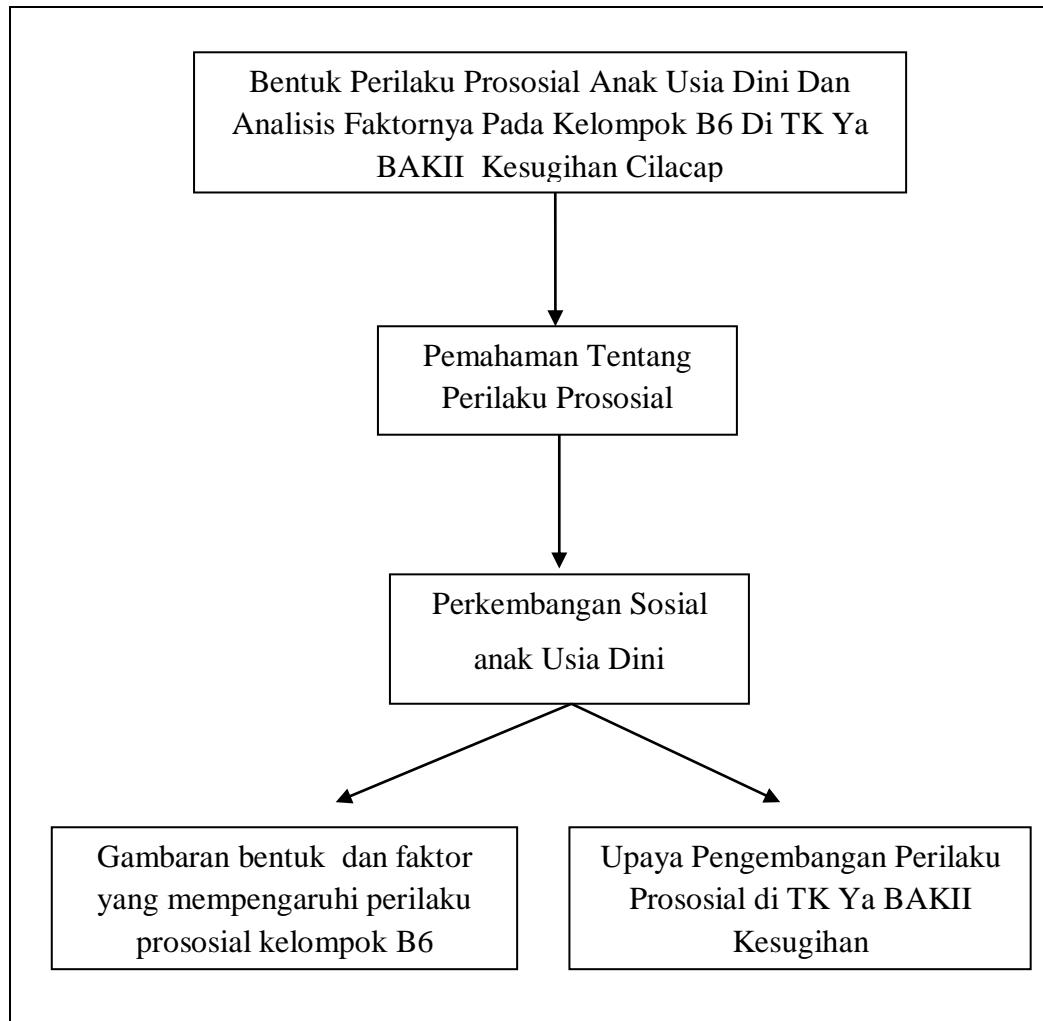 Bentuk Perilaku Prososial Anak Usia Dini Dan
Analisis Faktornya Pada Kelompok B6 Di TK Ya
BAKII  Kesugihan Cilacap
Pemahaman Tentang
Perilaku Prososial
Perkembangan Sosial
anak Usia Dini
Gambaran bentuk  dan faktor
yang mempengaruhi perilaku
prososial kelompok B6
Upaya Pengembangan Perilaku
Prososial di TK Ya BAKII
Kesugihan